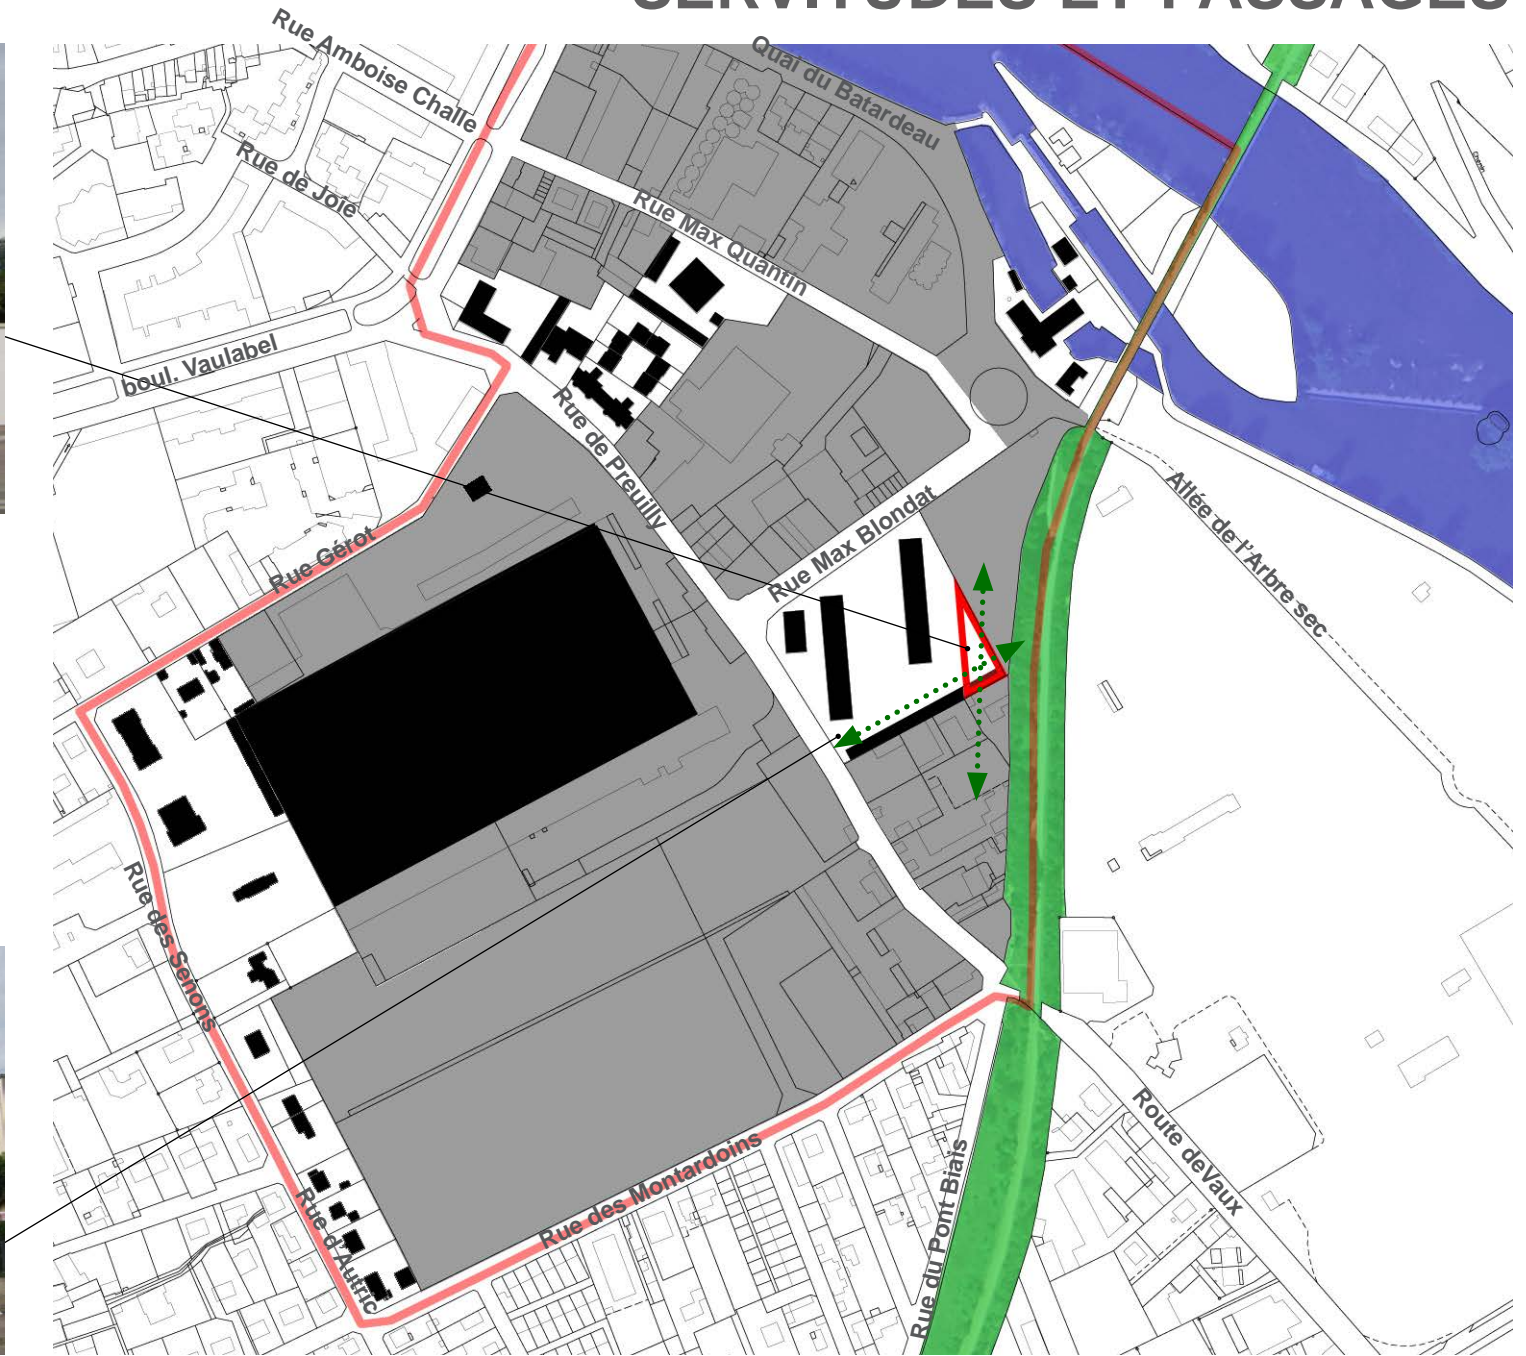 SERVITUDES ET PASSAGES
Rue Amboise Challe
Quai du Batardeau
Rue de Joie
Rue Max Quantin
boul. Vaulabel
Rue de Preuilly
Rue Max Blondat
Allée de l'Arbre sec
Rue Gérot
Rue des Senons
Rue d'Autric
Rue des Montardoins
Rue du Pont Biais
Route deVaux